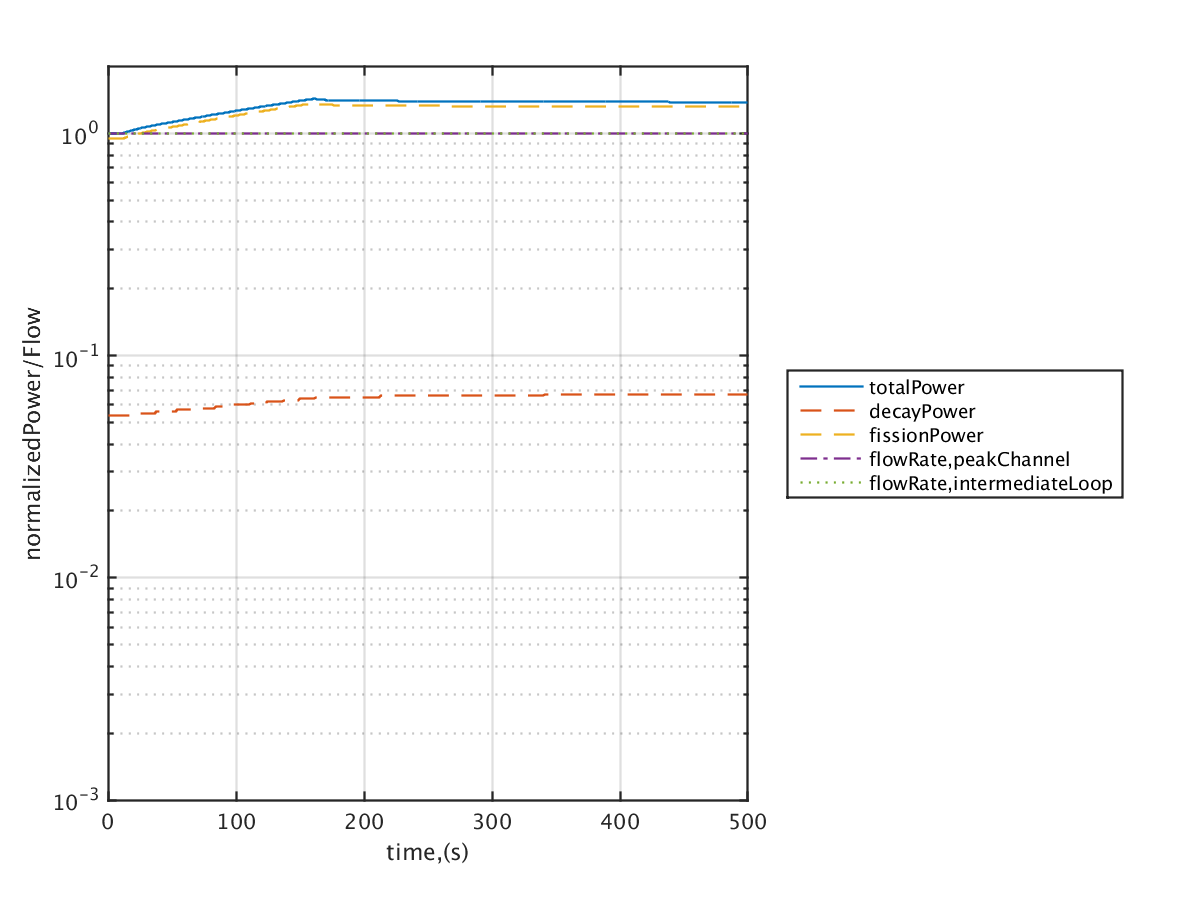 normalizedPower/Flow
10^0
10^-1
10^-2
10^-3
0 100 200 300 400 500
time,(s)
totalPower
decayPower
fissionPower
flowRate,peakChannel
flowRate,intermediateLoop